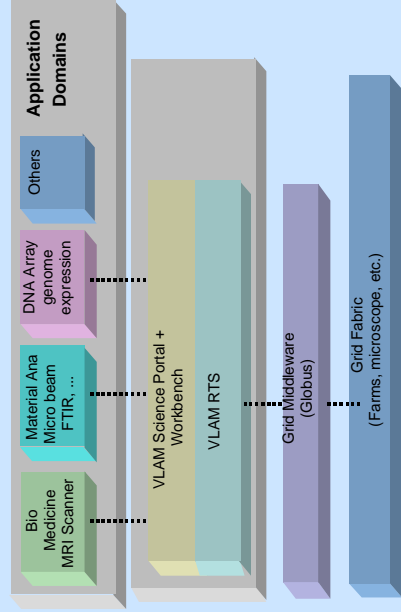 Application
Domains
Bio
Medicine
MRI Scanner
Material Ana
Micro beam
FTIR, ...
DNA Array
genome
expression
Others
VLAM Science Portal +
Workbench
VLAM RTS
Grid Middleware
(Globus)
Grid Fabric
(Farms, microscope, etc.)